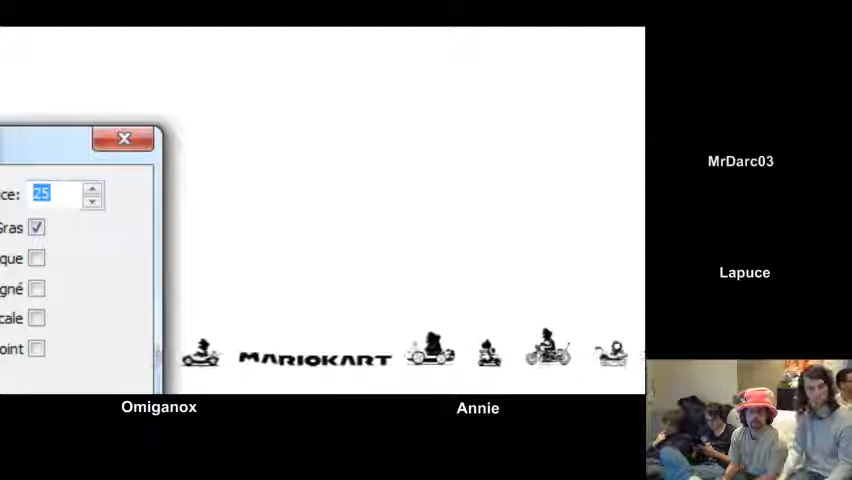 ce: 25
Gras
que
gné
cale
oint
MARIOKART
MrDarc03
Lapuce
Omiganox
Annie